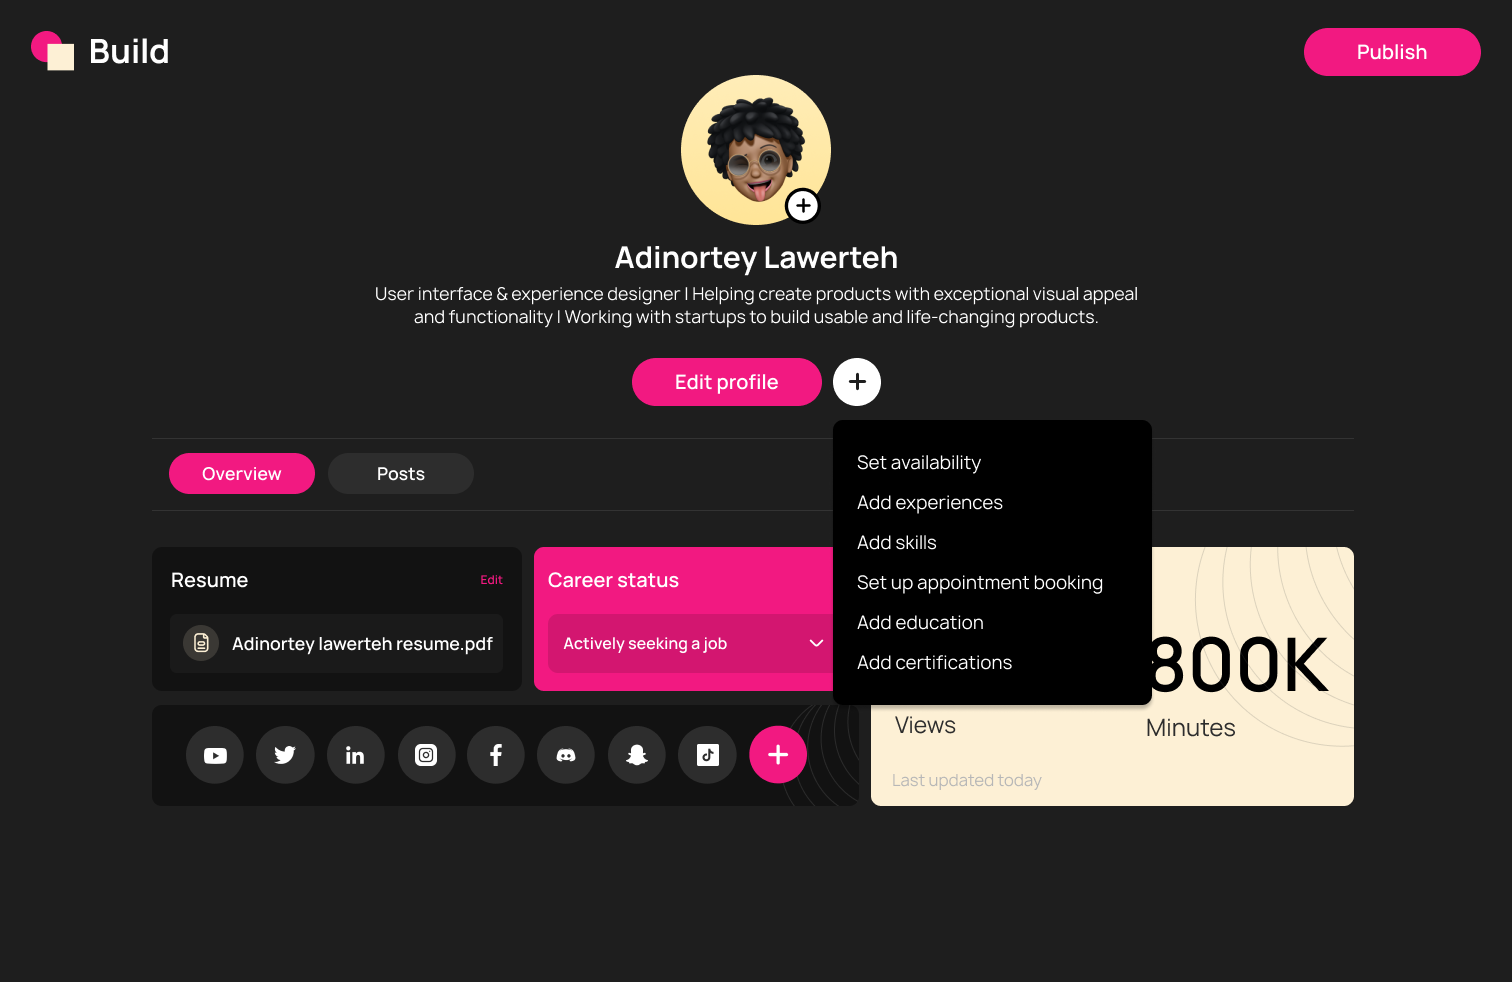 Build
Publish
Adinortey Lawerteh
User interface & experience designer | Helping create products with exceptional visual appeal
and functionality | Working with startups to build usable and life-changing products.
Edit profile
Set availability
Add experiences
Add skills
Set up appointment booking
Add education
Add certifications
Overview
Posts
Resume
Edit
Adinortey lawerteh resume.pdf
Career status
Actively seeking a job
800K
Views
Minutes
Last updated today